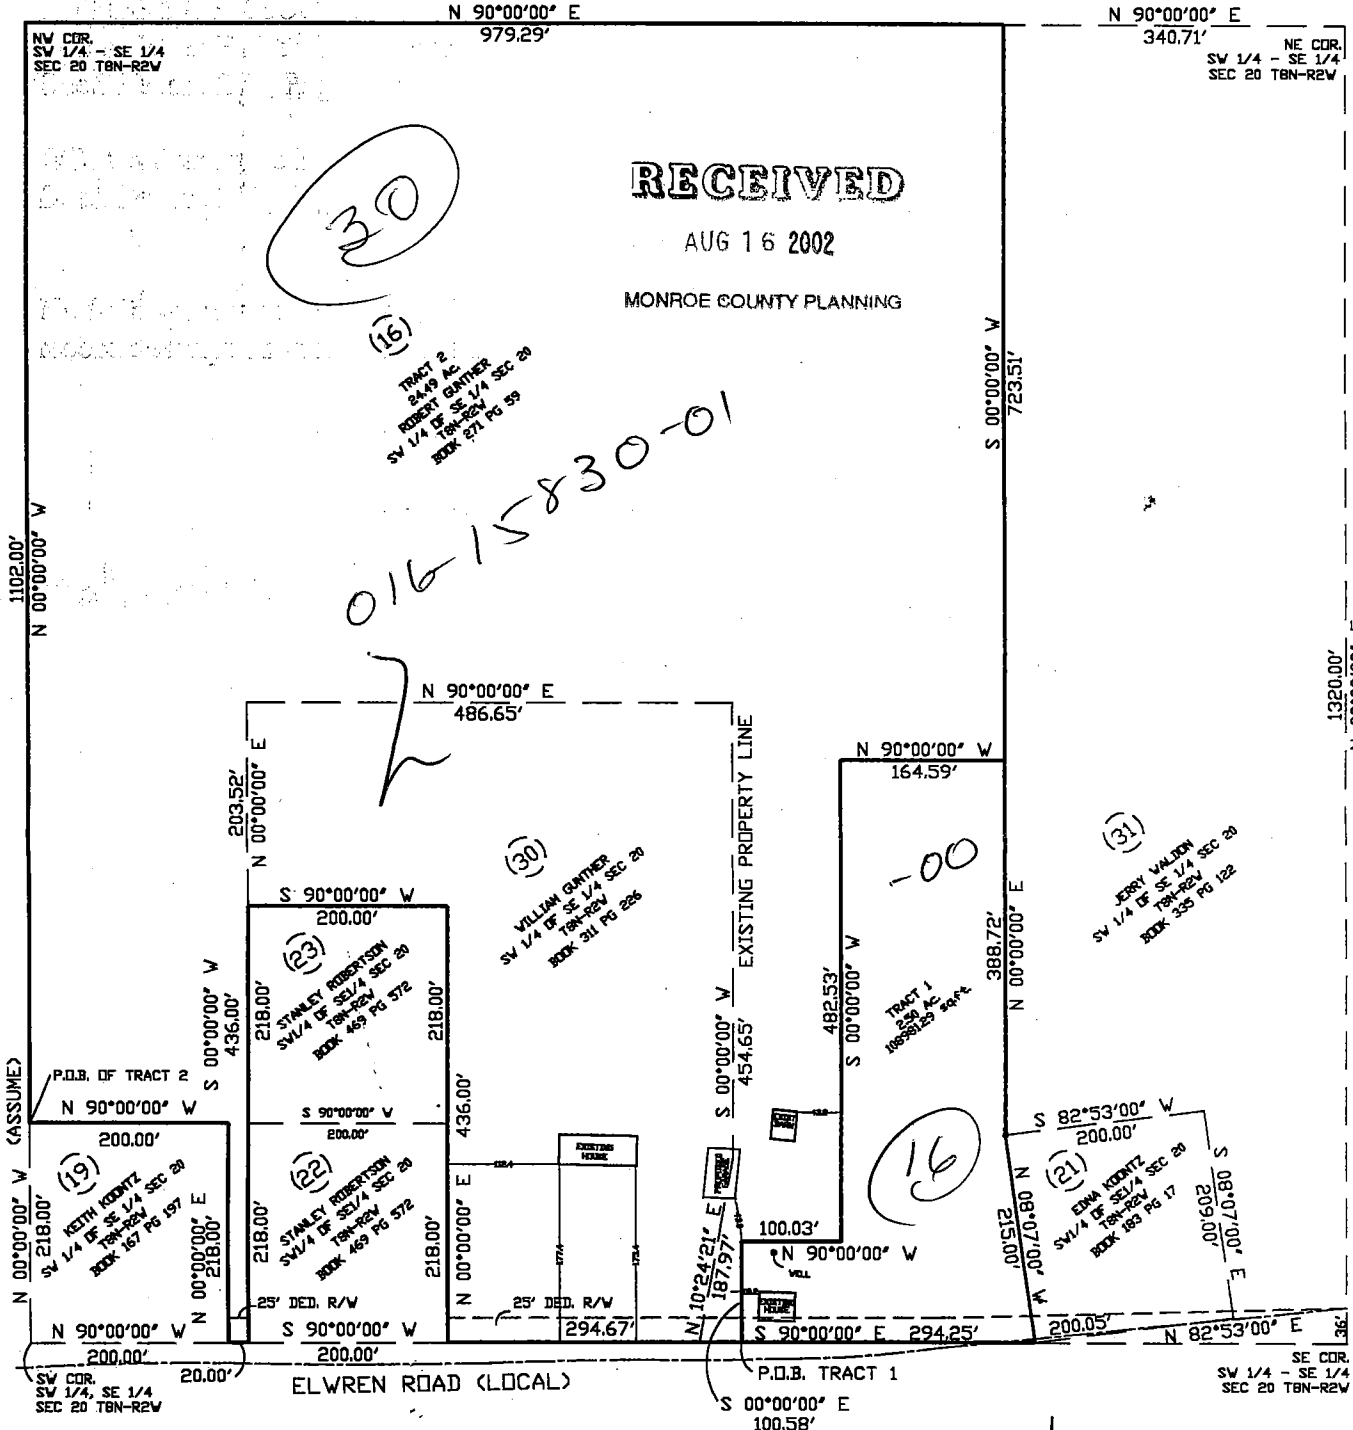 N 90°00'00" E
979.29'
N 90°00'00" E
340.71'
NW COR.
SW 1/4 - SE 1/4
SEC 20 T8N-R2W
NE COR.
SW 1/4 - SE 1/4
SEC 20 T8N-R2W
30
RECEIVED
AUG 16 2002
MONROE COUNTY PLANNING
(16)
TRACT 2
24.49 AC.
ROBERT GUNTHER
SW 1/4 OF SE 1/4 SEC 20
T8N-R2W
BOOK 271 PG 59
S 00°00'00" W
723.51'
016-15830-01
1102.00'
N 00°00'00" W
1320.00'
N 90°00'00" E
486.65'
203.52'
N 00°00'00" E
EXISTING PROPERTY LINE
S 00°00'00" W
454.65'
N 90°00'00" W
164.59'
(30)
WILLIAM GUNTHER
SW 1/4 OF SE 1/4 SEC 20
T8N-R2W
BOOK 311 PG 226
-00
(31)
JERRY WALDON
SW 1/4 OF SE 1/4 SEC 20
T8N-R2W
BOOK 335 PG 122
S 90°00'00" W
200.00'
(23)
STANLEY ROBERTSON
SW1/4 OF SE1/4 SEC 20
T8N-R2W
BOOK 469 PG 572
S 00°00'00" W
436.00'
218.00'
218.00'
482.53'
S 00°00'00" W
TRACT 1
2.50 AC.
108981.29 sq.ft.
388.72'
N 00°00'00" E
P.O.B. OF TRACT 2
N 90°00'00" W
200.00'
S 90°00'00" W
200.00'
436.00'
N 00°00'00" E
(ASSUME)
N 00°00'00" W
218.00'
(19)
KEITH KOONTZ
SW 1/4 OF SE 1/4 SEC 20
T8N-R2W
BOOK 167 PG 197
N 00°00'00" E
218.00'
(22)
STANLEY ROBERTSON
SW1/4 OF SE1/4 SEC 20
T8N-R2W
BOOK 469 PG 572
218.00'
218.00'
EXISTING
HOUSE
16
S 82°53'00" W
200.00'
(21)
EDNA KOONTZ
SW1/4 OF SE1/4 SEC 20
T8N-R2W
BOOK 183 PG 17
N 08°07'00" W
215.00'
S 08°07'00" E
209.00'
100.03'
N 90°00'00" W
WELL
N 10°24'21" E
187.97'
EXISTING
HOUSE
25' DED. R/W
25' DED. R/W
N 90°00'00" W
200.00'
20.00'
S 90°00'00" W
200.00'
294.67'
S 90°00'00" E 294.25'
200.05'
N 82°53'00" E
36'
SW COR.
SW 1/4, SE 1/4
SEC 20 T8N-R2W
ELWREN ROAD (LOCAL)
P.O.B. TRACT 1
S 00°00'00" E
100.58'
SE COR.
SW 1/4 - SE 1/4
SEC 20 T8N-R2W